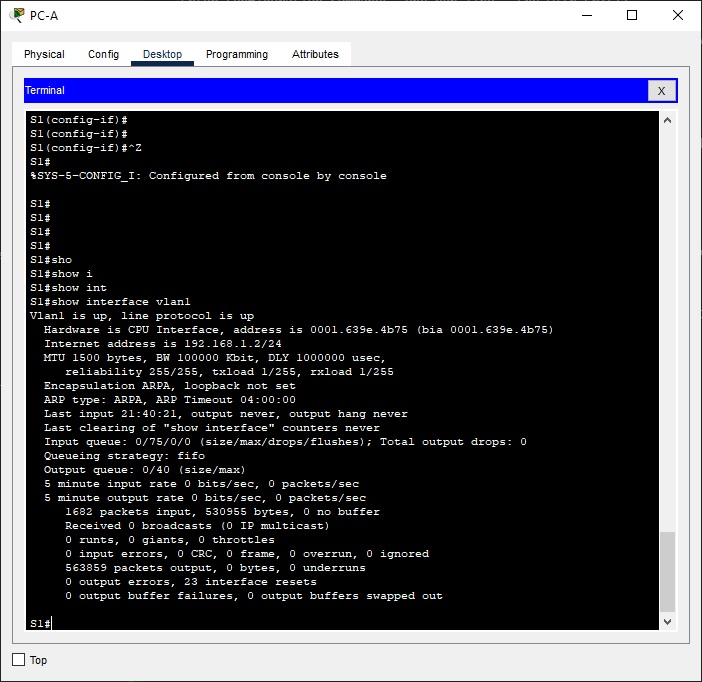 PC-A
Physical Config Desktop Programming Attributes
Terminal X
S1(config-if)#
S1(config-if)#
S1(config-if)#^Z
S1#
%SYS-5-CONFIG_I: Configured from console by console
S1#
S1#
S1#
S1#
S1#sho
S1#show i
S1#show int
S1#show interface vlan1
Vlan1 is up, line protocol is up
Hardware is CPU Interface, address is 0001.639e.4b75 (bia 0001.639e.4b75)
Internet address is 192.168.1.2/24
MTU 1500 bytes, BW 100000 Kbit, DLY 1000000 usec,
reliability 255/255, txload 1/255, rxload 1/255
Encapsulation ARPA, loopback not set
ARP type: ARPA, ARP Timeout 04:00:00
Last input 21:40:21, output never, output hang never
Last clearing of "show interface" counters never
Input queue: 0/75/0/0 (size/max/drops/flushes); Total output drops: 0
Queueing strategy: fifo
Output queue: 0/40 (size/max)
5 minute input rate 0 bits/sec, 0 packets/sec
5 minute output rate 0 bits/sec, 0 packets/sec
1682 packets input, 530955 bytes, 0 no buffer
Received 0 broadcasts (0 IP multicast)
0 runts, 0 giants, 0 throttles
0 input errors, 0 CRC, 0 frame, 0 overrun, 0 ignored
563859 packets output, 0 bytes, 0 underruns
0 output errors, 23 interface resets
0 output buffer failures, 0 output buffers swapped out
S1#
Top